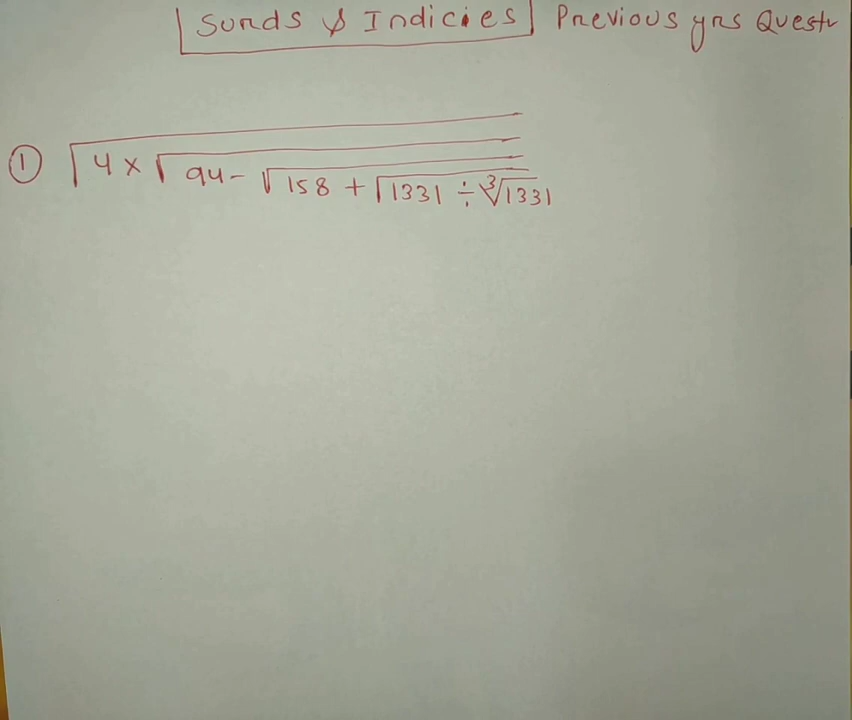 Surds & Indicies Previous yrs Questn
① √4 × √94 - √158 + √1331 ÷ ∛1331